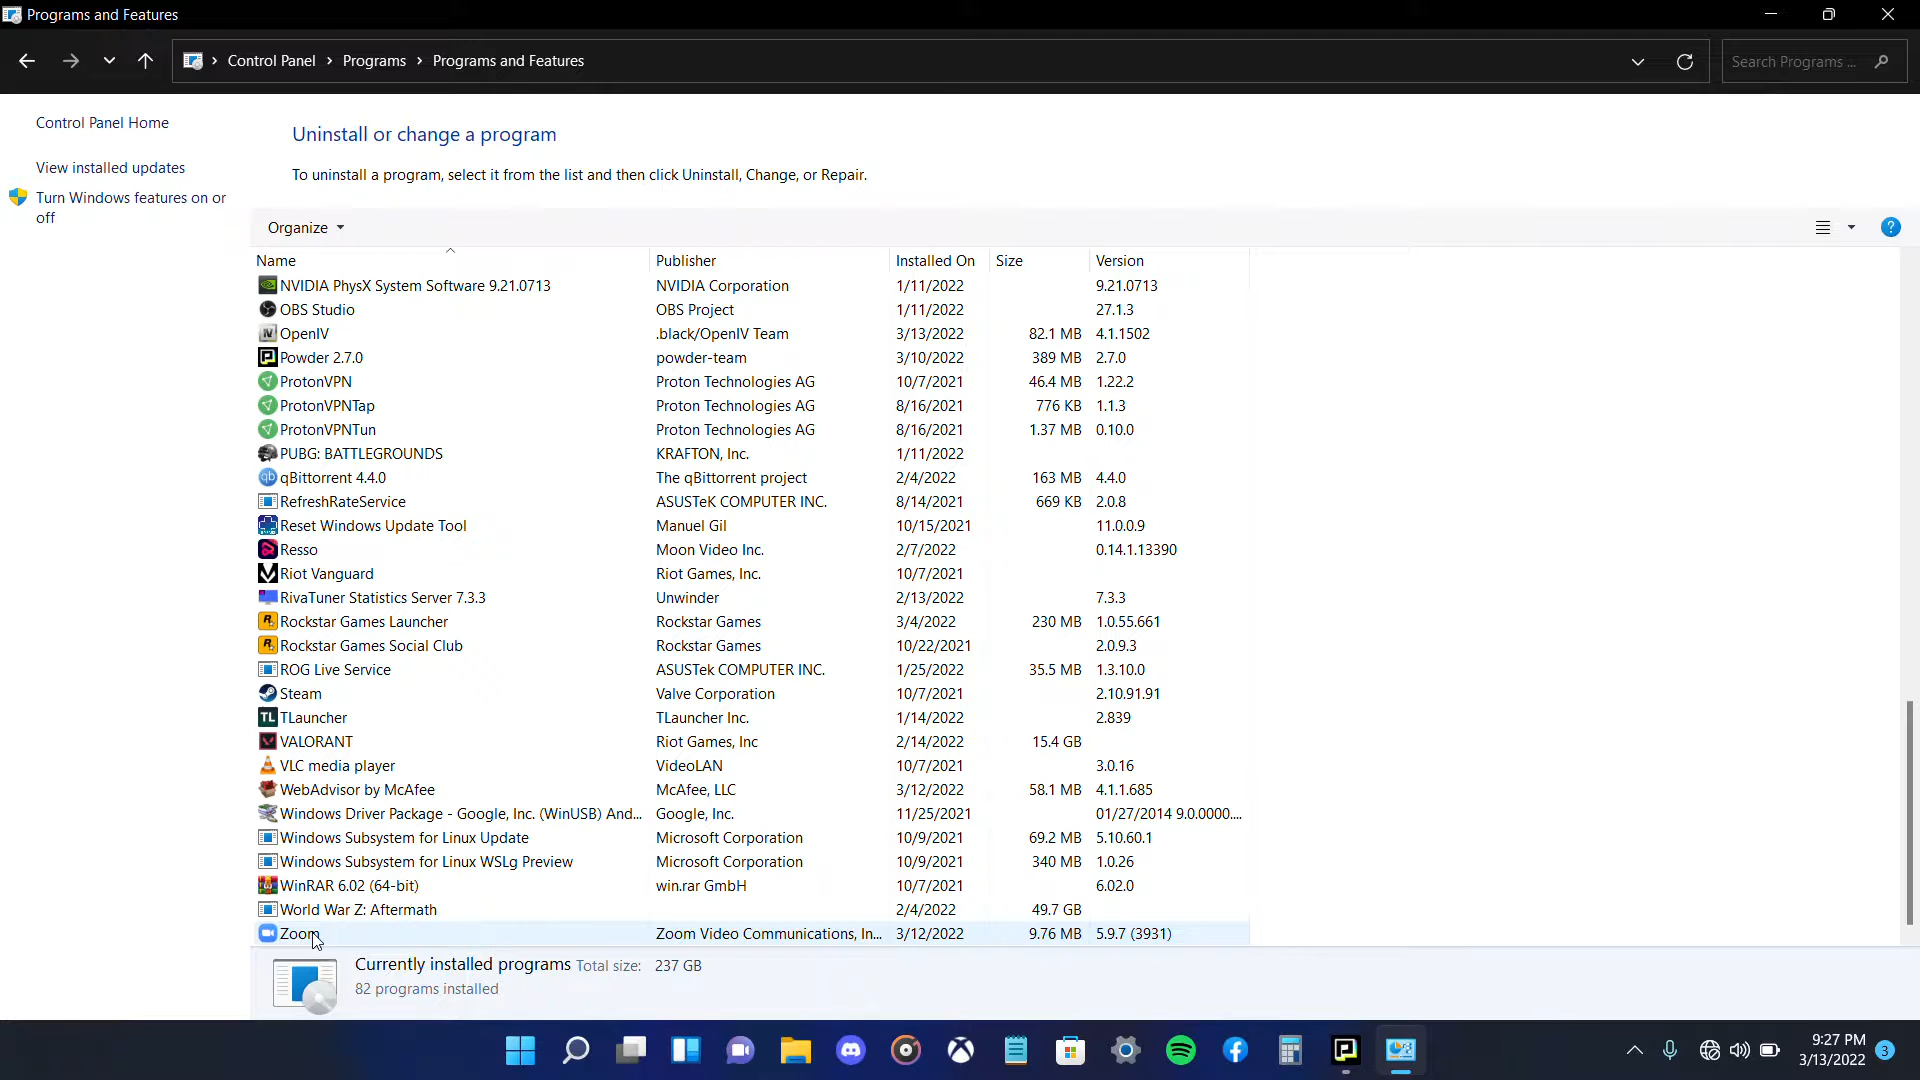 Programs and Features
Control Panel › Programs › Programs and Features
Search Programs ...
Control Panel Home
View installed updates
Turn Windows features on or
off
Uninstall or change a program
To uninstall a program, select it from the list and then click Uninstall, Change, or Repair.
Organize
Name Publisher Installed On Size Version
NVIDIA PhysX System Software 9.21.0713 NVIDIA Corporation 1/11/2022 9.21.0713
OBS Studio OBS Project 1/11/2022 27.1.3
OpenIV .black/OpenIV Team 3/13/2022 82.1 MB 4.1.1502
Powder 2.7.0 powder-team 3/10/2022 389 MB 2.7.0
ProtonVPN Proton Technologies AG 10/7/2021 46.4 MB 1.22.2
ProtonVPNTap Proton Technologies AG 8/16/2021 776 KB 1.1.3
ProtonVPNTun Proton Technologies AG 8/16/2021 1.37 MB 0.10.0
PUBG: BATTLEGROUNDS KRAFTON, Inc. 1/11/2022
qBittorrent 4.4.0 The qBittorrent project 2/4/2022 163 MB 4.4.0
RefreshRateService ASUSTeK COMPUTER INC. 8/14/2021 669 KB 2.0.8
Reset Windows Update Tool Manuel Gil 10/15/2021 11.0.0.9
Resso Moon Video Inc. 2/7/2022 0.14.1.13390
Riot Vanguard Riot Games, Inc. 10/7/2021
RivaTuner Statistics Server 7.3.3 Unwinder 2/13/2022 7.3.3
Rockstar Games Launcher Rockstar Games 3/4/2022 230 MB 1.0.55.661
Rockstar Games Social Club Rockstar Games 10/22/2021 2.0.9.3
ROG Live Service ASUSTek COMPUTER INC. 1/25/2022 35.5 MB 1.3.10.0
Steam Valve Corporation 10/7/2021 2.10.91.91
TL TLauncher TLauncher Inc. 1/14/2022 2.839
VALORANT Riot Games, Inc 2/14/2022 15.4 GB
VLC media player VideoLAN 10/7/2021 3.0.16
WebAdvisor by McAfee McAfee, LLC 3/12/2022 58.1 MB 4.1.1.685
Windows Driver Package - Google, Inc. (WinUSB) And... Google, Inc. 11/25/2021 01/27/2014 9.0.0000....
Windows Subsystem for Linux Update Microsoft Corporation 10/9/2021 69.2 MB 5.10.60.1
Windows Subsystem for Linux WSLg Preview Microsoft Corporation 10/9/2021 340 MB 1.0.26
WinRAR 6.02 (64-bit) win.rar GmbH 10/7/2021 6.02.0
World War Z: Aftermath 2/4/2022 49.7 GB
Zoom Zoom Video Communications, In... 3/12/2022 9.76 MB 5.9.7 (3931)
Currently installed programs Total size: 237 GB
82 programs installed
9:27 PM
3/13/2022 3